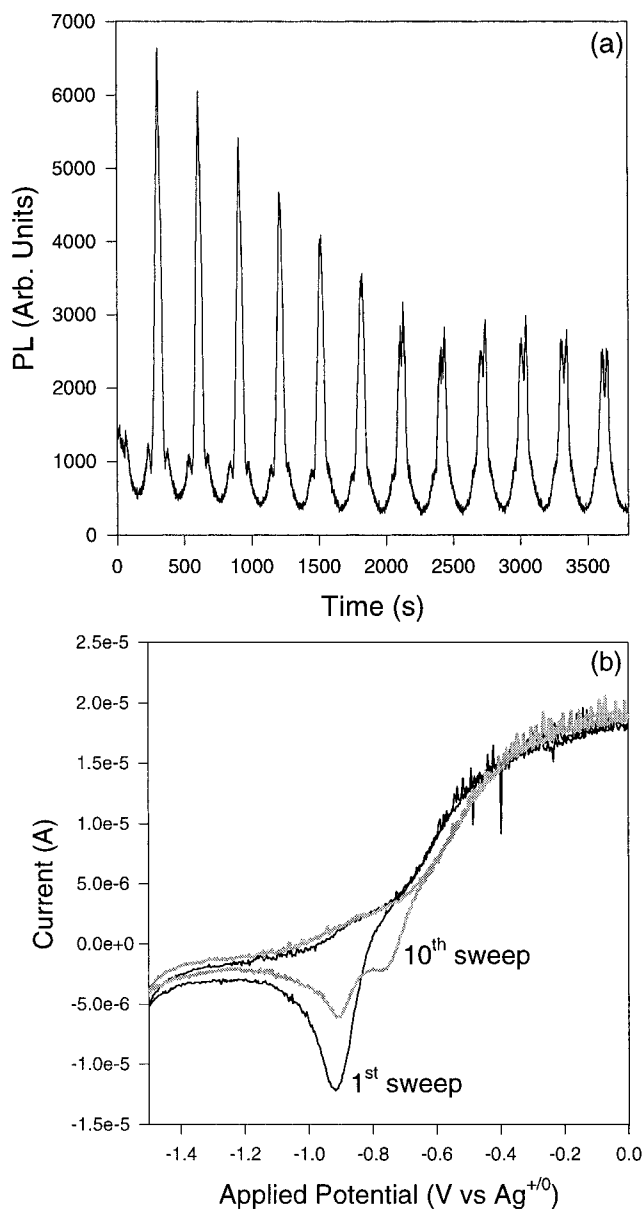 (a)
7000
6000
5000
4000
3000
2000
1000
0
PL (Arb. Units)
0 500 1000 1500 2000 2500 3000 3500
Time (s)
(b)
2.5e-5
2.0e-5
1.5e-5
1.0e-5
5.0e-6
0.0e+0
-5.0e-6
-1.0e-5
-1.5e-5
Current (A)
10th sweep
1st sweep
-1.4 -1.2 -1.0 -0.8 -0.6 -0.4 -0.2 0.0
Applied Potential (V vs Ag+/0)